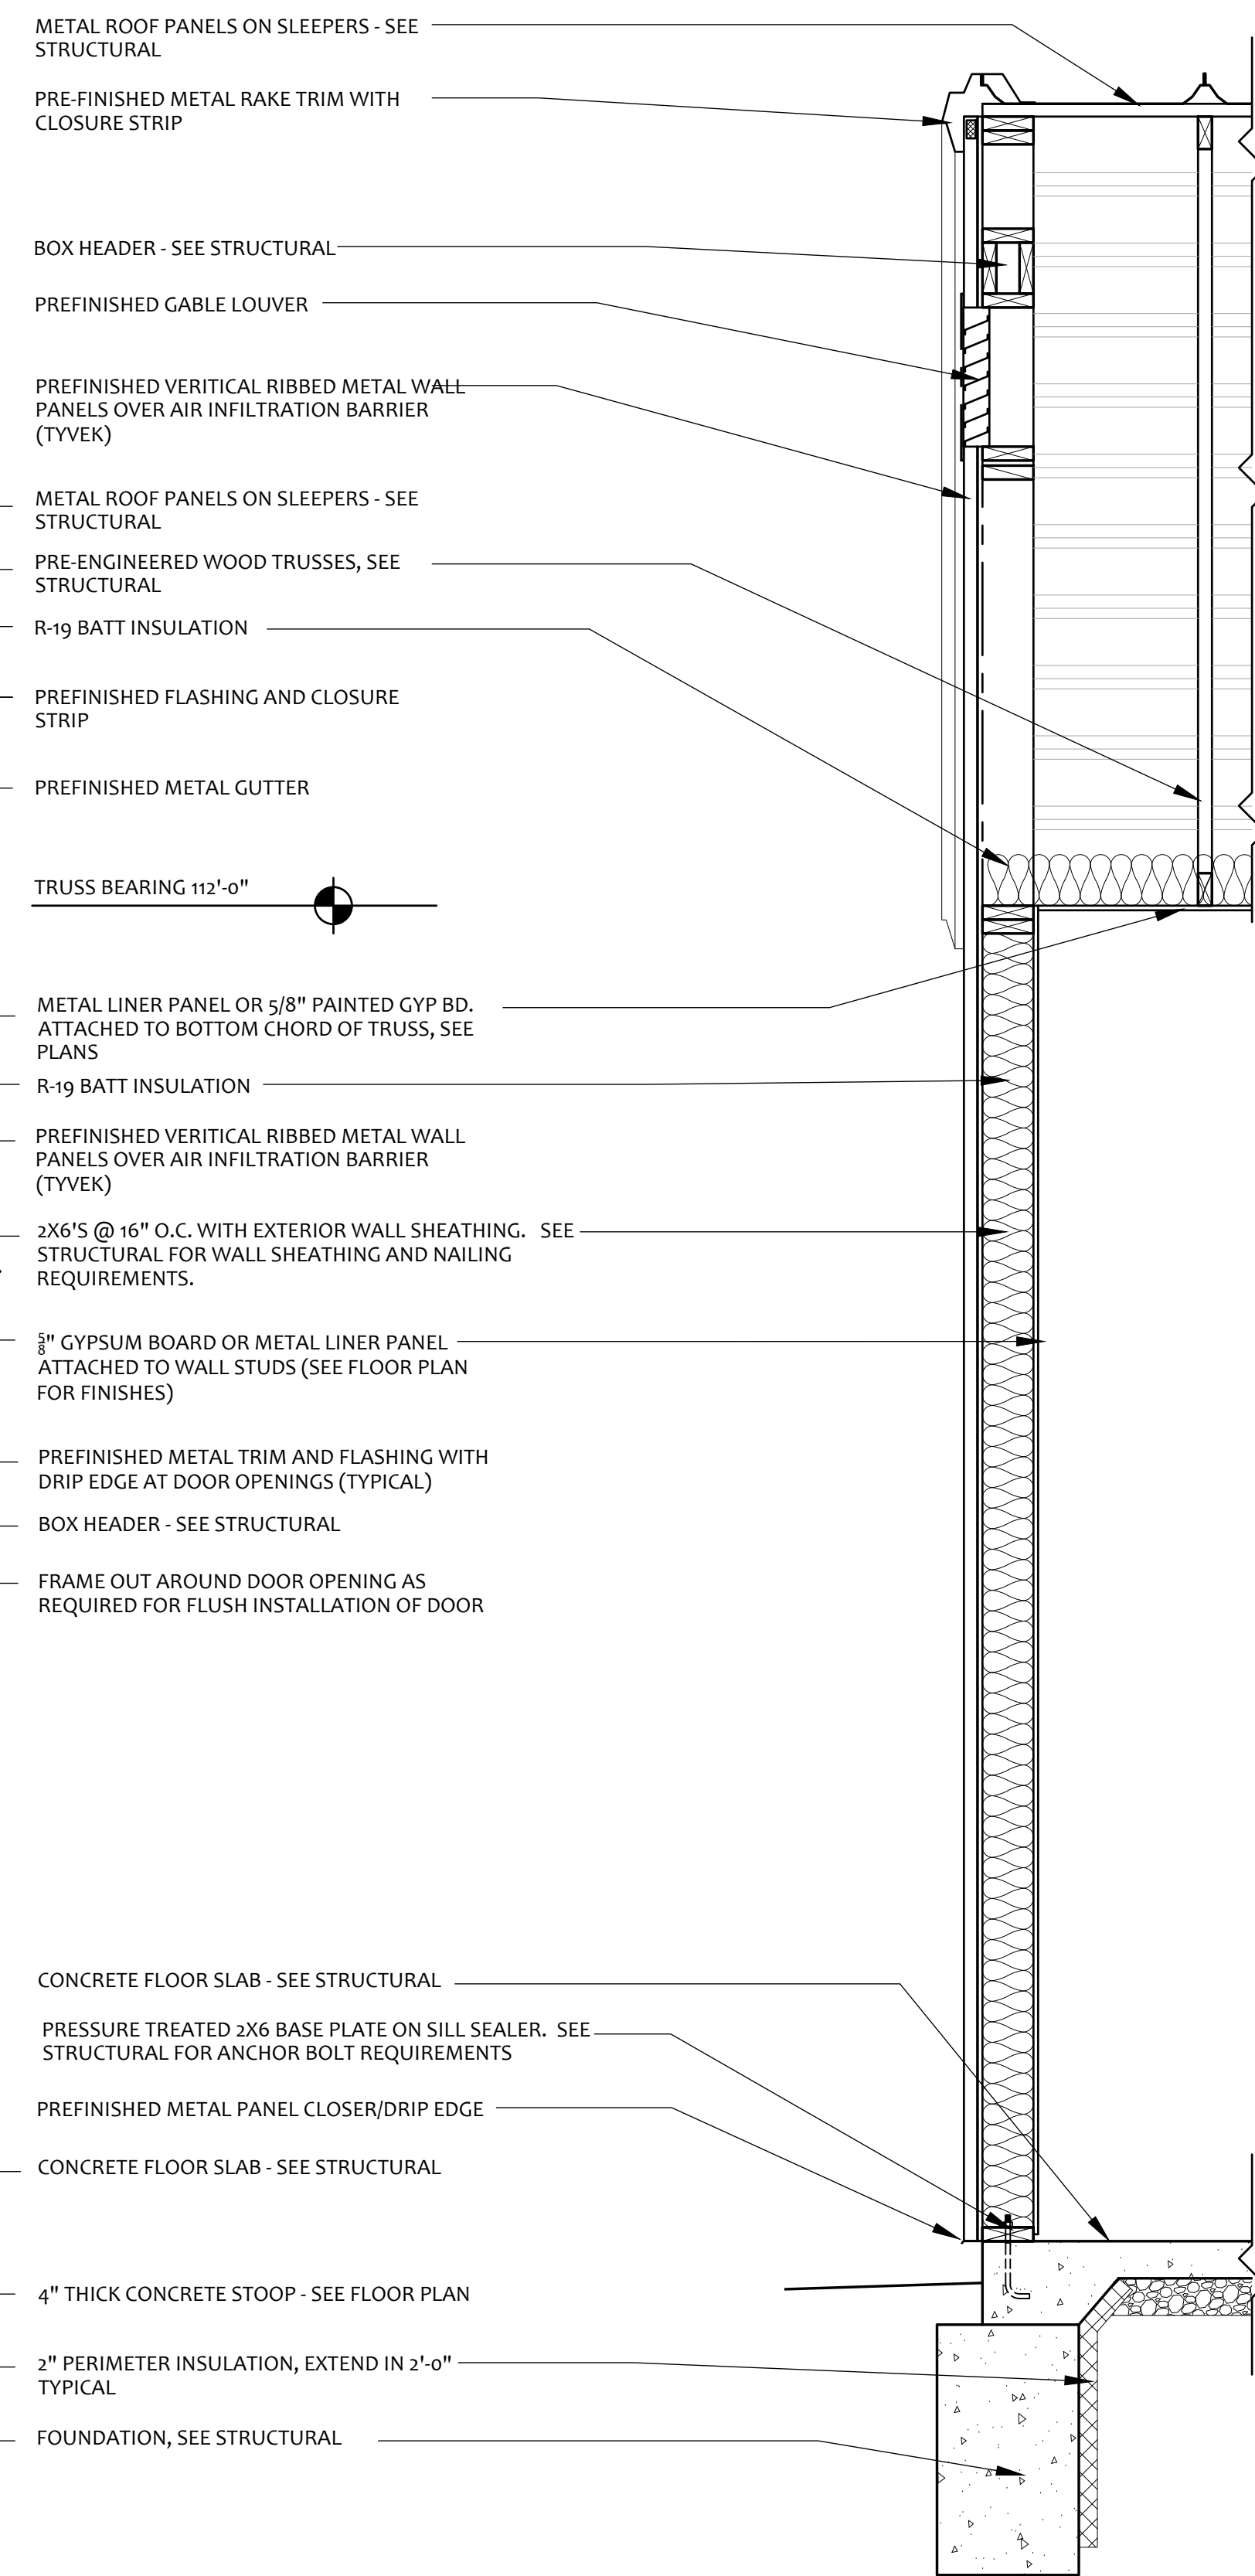 METAL ROOF PANELS ON SLEEPERS - SEE
STRUCTURAL
PRE-FINISHED METAL RAKE TRIM WITH
CLOSURE STRIP
BOX HEADER - SEE STRUCTURAL
PREFINISHED GABLE LOUVER
PREFINISHED VERITICAL RIBBED METAL WALL
PANELS OVER AIR INFILTRATION BARRIER
(TYVEK)
METAL ROOF PANELS ON SLEEPERS - SEE
STRUCTURAL
PRE-ENGINEERED WOOD TRUSSES, SEE
STRUCTURAL
R-19 BATT INSULATION
PREFINISHED FLASHING AND CLOSURE
STRIP
PREFINISHED METAL GUTTER
TRUSS BEARING 112'-0"
METAL LINER PANEL OR 5/8" PAINTED GYP BD.
ATTACHED TO BOTTOM CHORD OF TRUSS, SEE
PLANS
R-19 BATT INSULATION
PREFINISHED VERITICAL RIBBED METAL WALL
PANELS OVER AIR INFILTRATION BARRIER
(TYVEK)
2X6'S @ 16" O.C. WITH EXTERIOR WALL SHEATHING. SEE
STRUCTURAL FOR WALL SHEATHING AND NAILING
REQUIREMENTS.
5/8" GYPSUM BOARD OR METAL LINER PANEL
ATTACHED TO WALL STUDS (SEE FLOOR PLAN
FOR FINISHES)
PREFINISHED METAL TRIM AND FLASHING WITH
DRIP EDGE AT DOOR OPENINGS (TYPICAL)
BOX HEADER - SEE STRUCTURAL
FRAME OUT AROUND DOOR OPENING AS
REQUIRED FOR FLUSH INSTALLATION OF DOOR
CONCRETE FLOOR SLAB - SEE STRUCTURAL
PRESSURE TREATED 2X6 BASE PLATE ON SILL SEALER. SEE
STRUCTURAL FOR ANCHOR BOLT REQUIREMENTS
PREFINISHED METAL PANEL CLOSER/DRIP EDGE
CONCRETE FLOOR SLAB - SEE STRUCTURAL
4" THICK CONCRETE STOOP - SEE FLOOR PLAN
2" PERIMETER INSULATION, EXTEND IN 2'-0"
TYPICAL
FOUNDATION, SEE STRUCTURAL